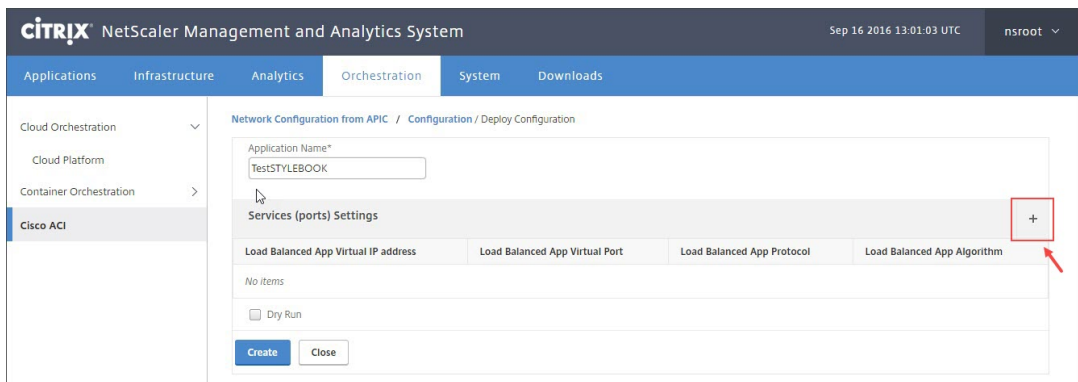 CİTRIX® NetScaler Management and Analytics System
Sep 16 2016 13:01:03 UTC
nsroot
Applications Infrastructure Analytics Orchestration System Downloads
Cloud Orchestration
Cloud Platform
Container Orchestration
Cisco ACI
Network Configuration from APIC / Configuration / Deploy Configuration
Application Name*
TestSTYLEBOOK
Services (ports) Settings
+
Load Balanced App Virtual IP address Load Balanced App Virtual Port Load Balanced App Protocol Load Balanced App Algorithm
No items
Dry Run
Create Close